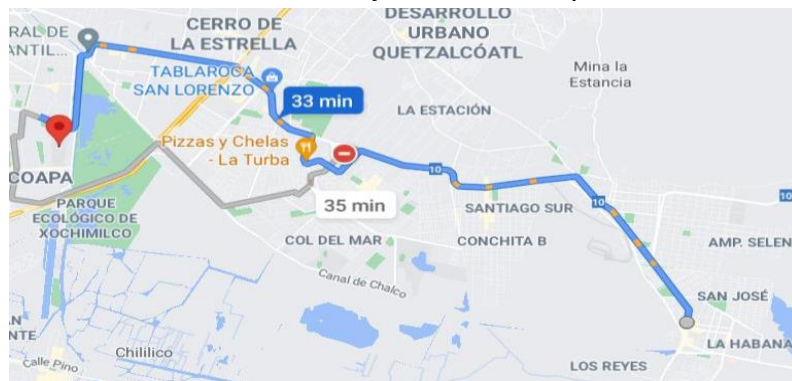 DESARROLLO
URBANO
QUETZALCÓATL
CERRO DE
LA ESTRELLA
RAL DE
ANTIL...
Mina la
Estancia
TABLAROCA
SAN LORENZO
33 min
LA ESTACIÓN
Pizzas y Chelas
- La Turba
10
COAPA
35 min
10
10
SANTIAGO SUR
PARQUE
ECOLÓGICO DE
XOCHIMILCO
COL DEL MAR
CONCHITA B
AMP. SELEN
Canal de Chalco
SAN JOSÉ
AN
NTE
Chililico
LA HABANA
Calle Pino
LOS REYES